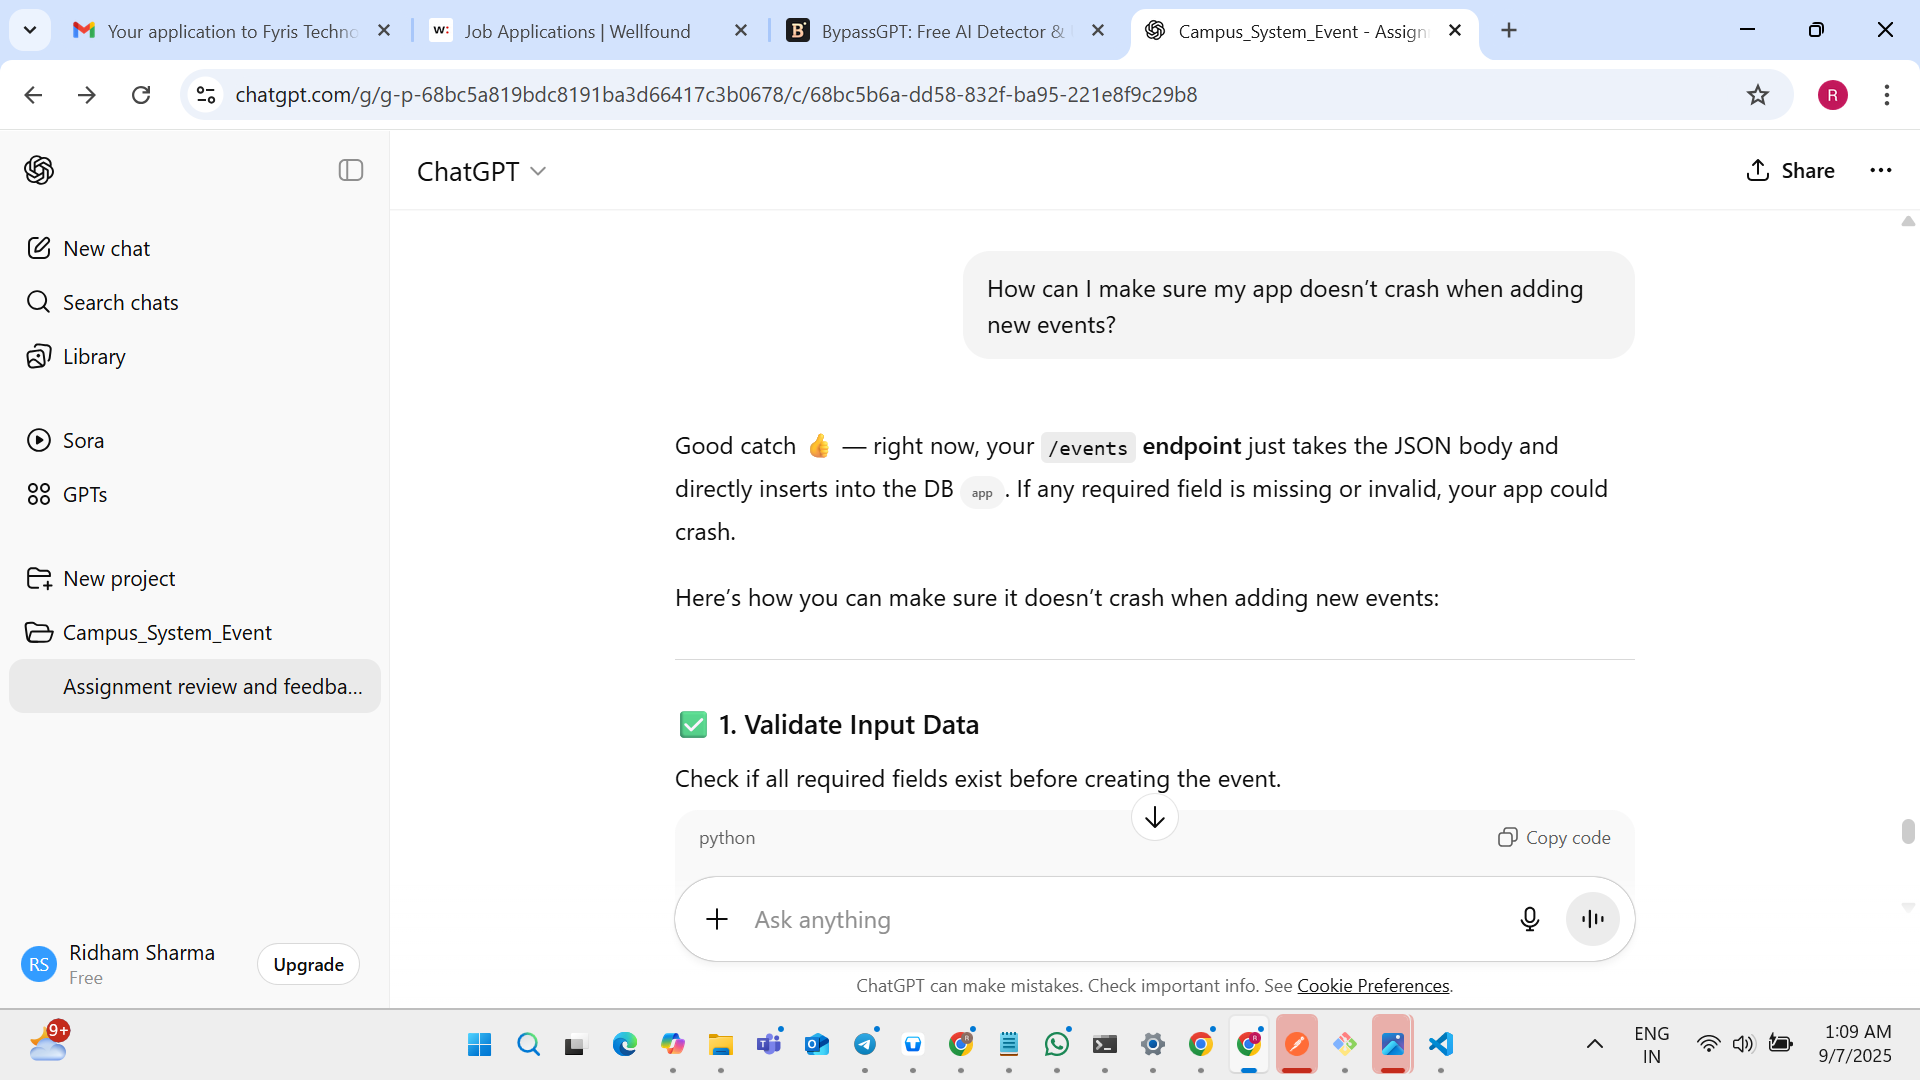 Your application to Fyris Techno
w: Job Applications | Wellfound
B BypassGPT: Free AI Detector &
Campus_System_Event - Assign
chatgpt.com/g/g-p-68bc5a819bdc8191ba3d66417c3b0678/c/68bc5b6a-dd58-832f-ba95-221e8f9c29b8
R
ChatGPT
Share
New chat
Search chats
Library
Sora
GPTs
New project
Campus_System_Event
Assignment review and feedba...
How can I make sure my app doesn’t crash when adding
new events?
Good catch 👍 — right now, your /events endpoint just takes the JSON body and
directly inserts into the DB app . If any required field is missing or invalid, your app could
crash.
Here’s how you can make sure it doesn’t crash when adding new events:
✅ 1. Validate Input Data
Check if all required fields exist before creating the event.
python
Copy code
Ask anything
ChatGPT can make mistakes. Check important info. See Cookie Preferences.
RS
Ridham Sharma
Free
Upgrade
9+
ENG
IN
1:09 AM
9/7/2025